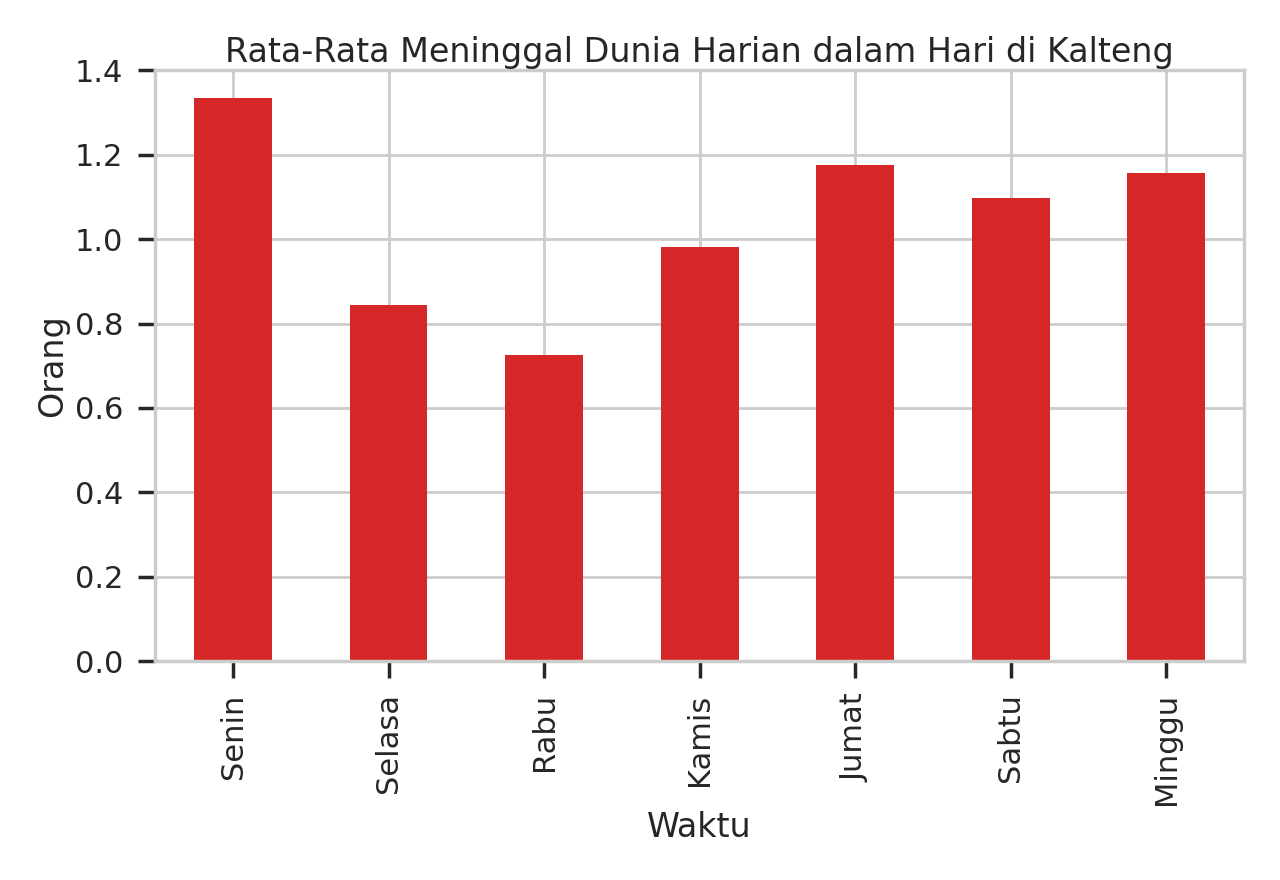 Rata-Rata Meninggal Dunia Harian dalam Hari di Kalteng
1.4
1.2
1.0
0.8
0.6
0.4
0.2
0.0
Orang
Senin
Selasa
Rabu
Kamis
Jumat
Sabtu
Minggu
Waktu